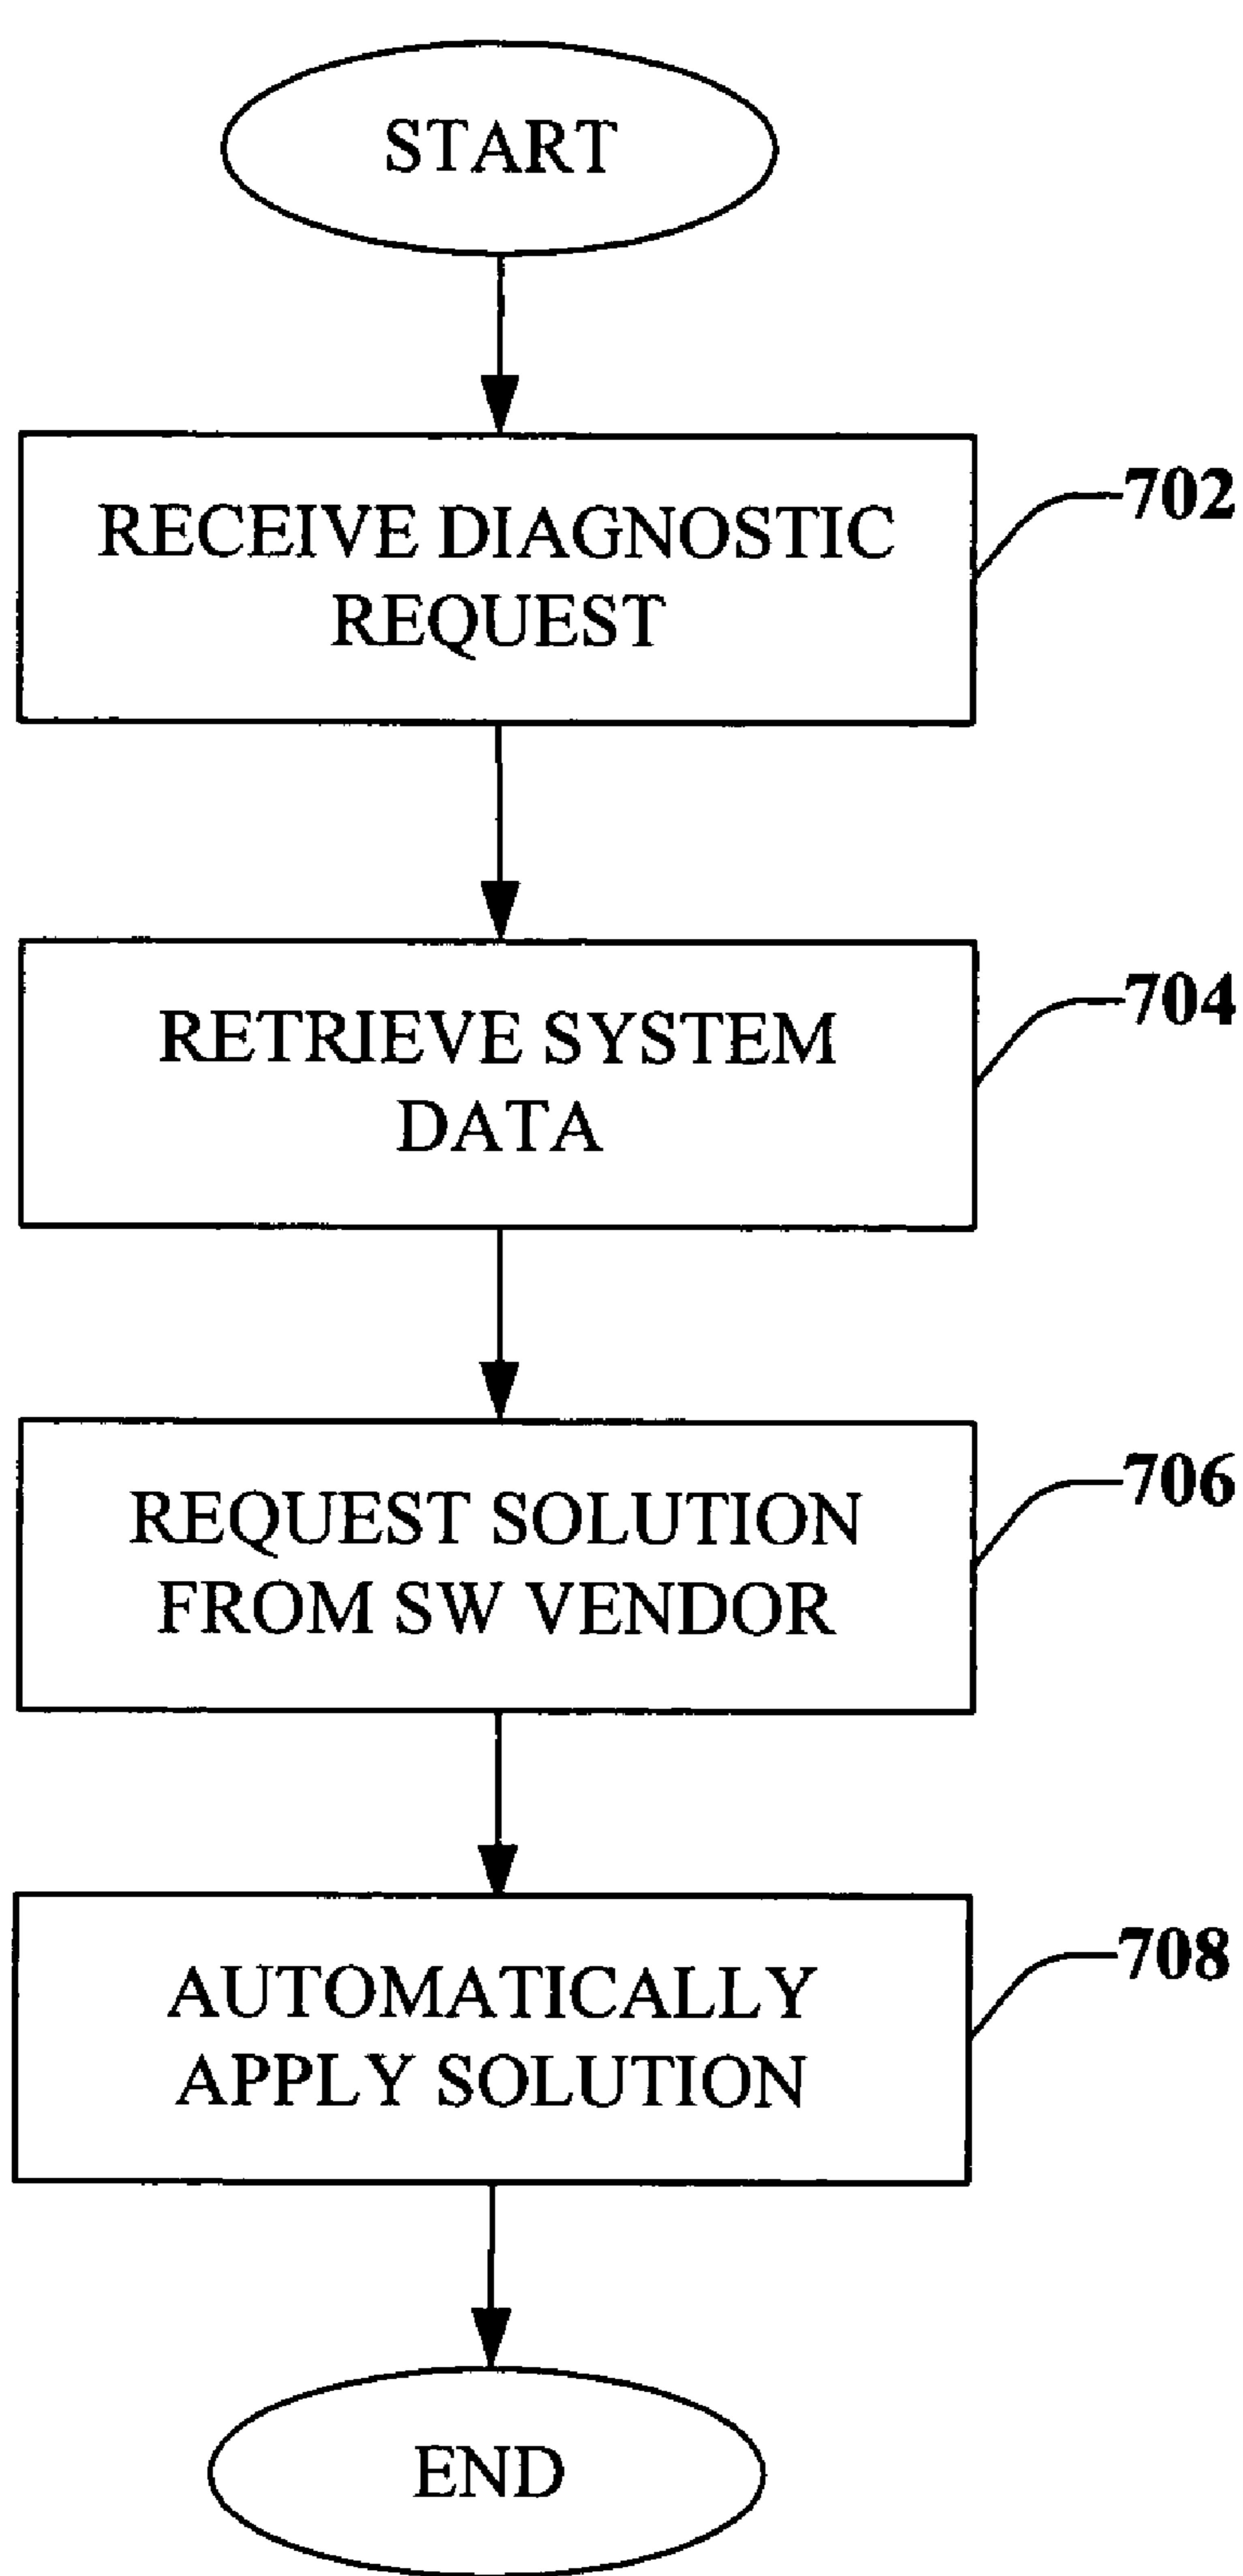 START
RECEIVE DIAGNOSTIC
REQUEST
702
RETRIEVE SYSTEM
DATA
704
REQUEST SOLUTION
FROM SW VENDOR
706
AUTOMATICALLY
APPLY SOLUTION
708
END